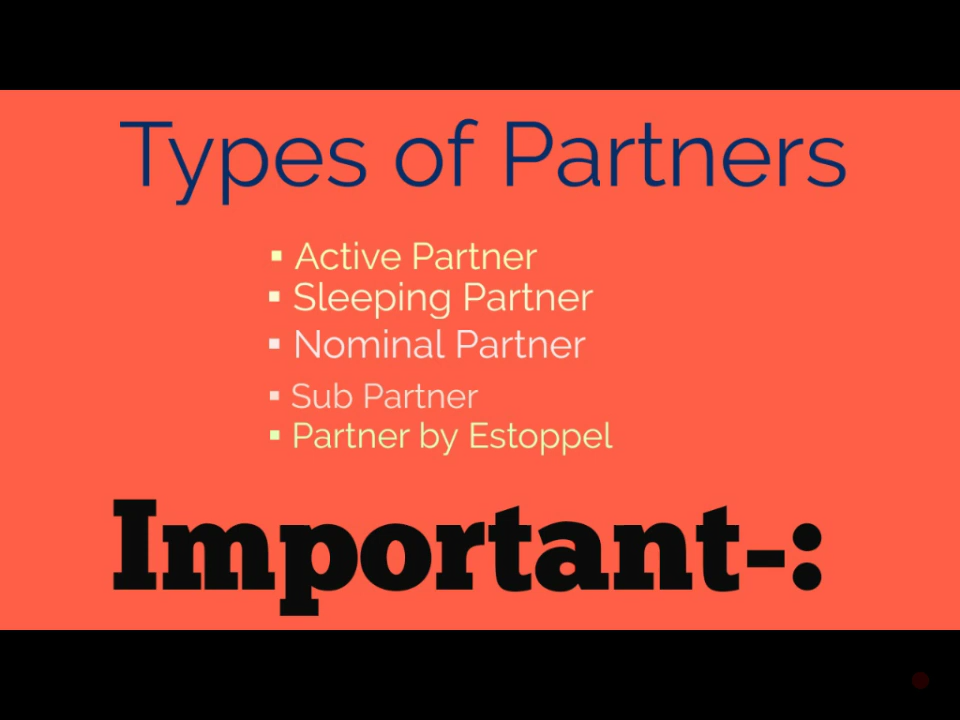 Types of Partners
▪ Active Partner
▪ Sleeping Partner
▪ Nominal Partner
▪ Sub Partner
▪ Partner by Estoppel
Important-: